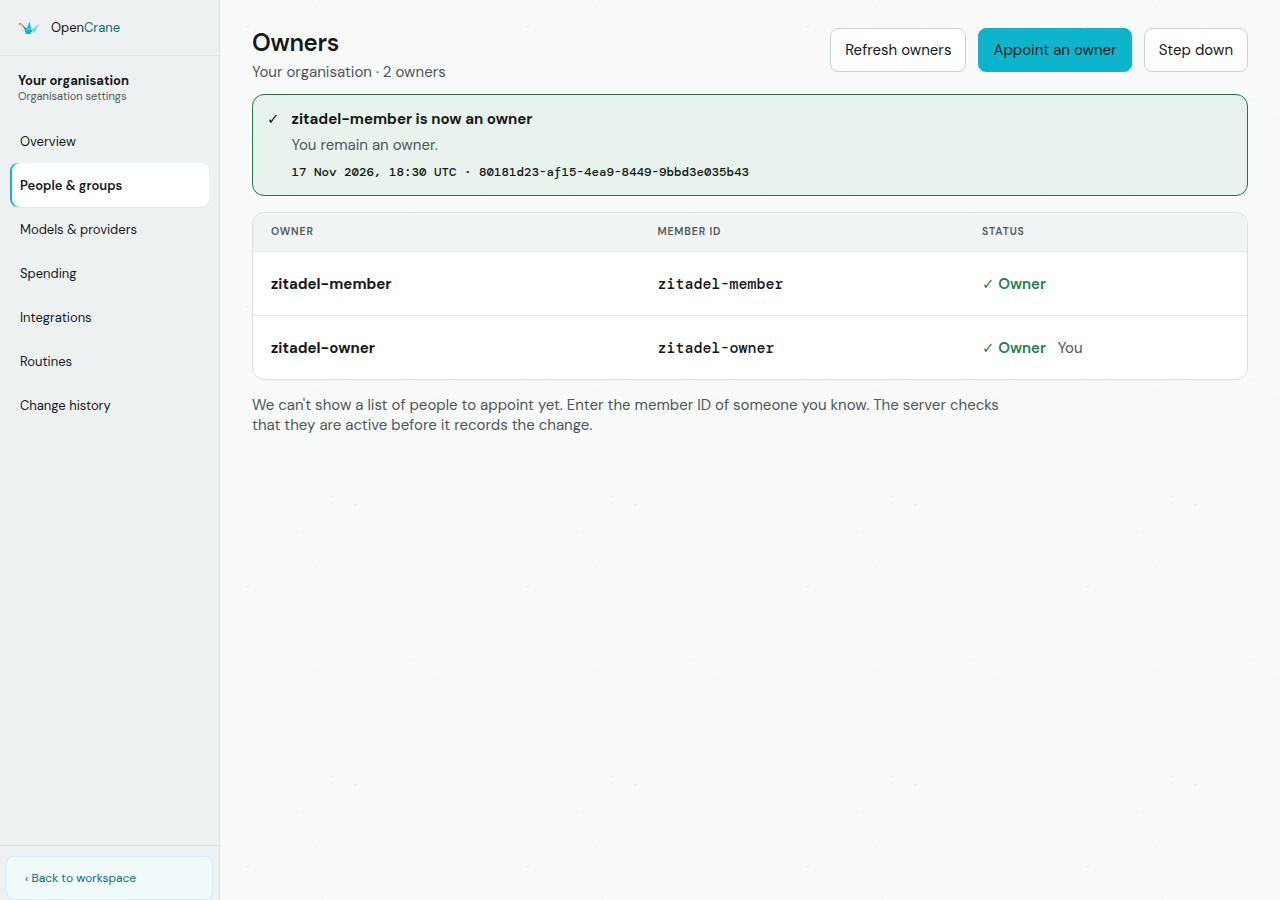 OpenCrane
Your organisation
Organisation settings
Overview
People & groups
Models & providers
Spending
Integrations
Routines
Change history
‹ Back to workspace
Owners
Your organisation · 2 owners
Refresh owners
Appoint an owner
Step down
✓ zitadel-member is now an owner
You remain an owner.
17 Nov 2026, 18:30 UTC · 80181d23-af15-4ea9-8449-9bbd3e035b43
OWNER MEMBER ID STATUS
zitadel-member zitadel-member ✓ Owner
zitadel-owner zitadel-owner ✓ Owner You
We can't show a list of people to appoint yet. Enter the member ID of someone you know. The server checks
that they are active before it records the change.